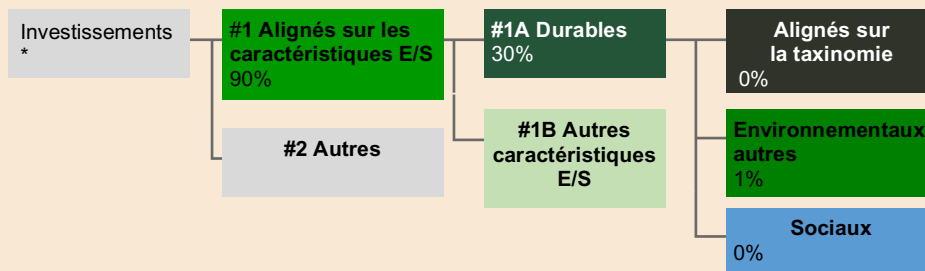 Investissements
*
#1 Alignés sur les
caractéristiques E/S
90%
#2 Autres
#1A Durables
30%
#1B Autres
caractéristiques
E/S
Alignés sur
la taxinomie
0%
Environnementaux
autres
1%
Sociaux
0%